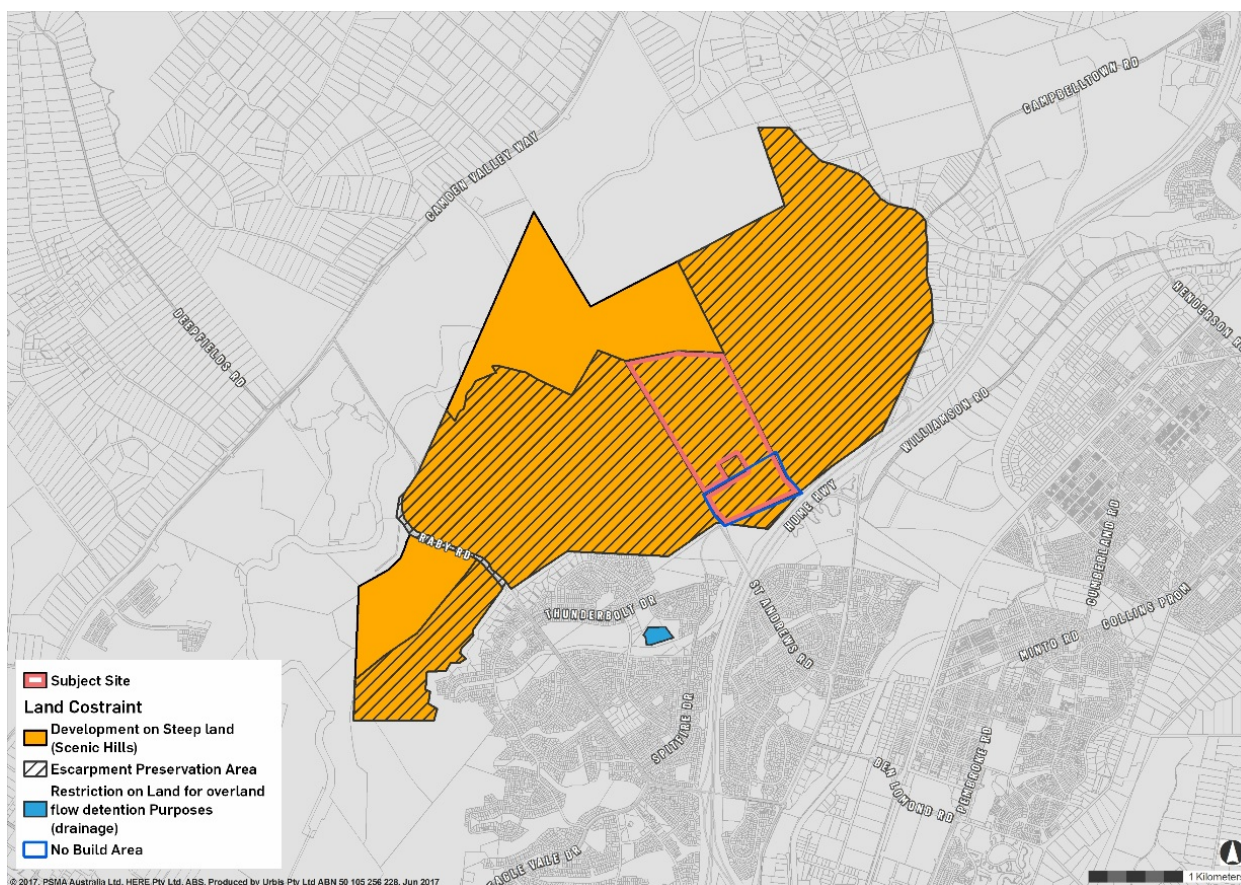 CAMPBELLTOWN RD
CAMDEN VALLEY WAY
HENDERSON RD
DEEPFIELDS RD
WILLIAMSON RD
HUME HWY
CUMBERLAND RD
RABY RD
THUNDERBOLT DR
ST ANDREWS RD
MINTO RD
COLLINS PROM
SPITFIRE DR
BEN LOMOND RD
PEMBROKE RD
EAGLE VALE DR
Subject Site
Land Costraint
Development on Steep land
(Scenic Hills)
Escarpment Preservation Area
Restriction on Land for overland
flow detention Purposes
(drainage)
No Build Area
1 Kilometers
© 2017. PSMA Australia Ltd, HERE Pty Ltd, ABS. Produced by Urbis Pty Ltd ABN 50 105 256 228, Jun 2017